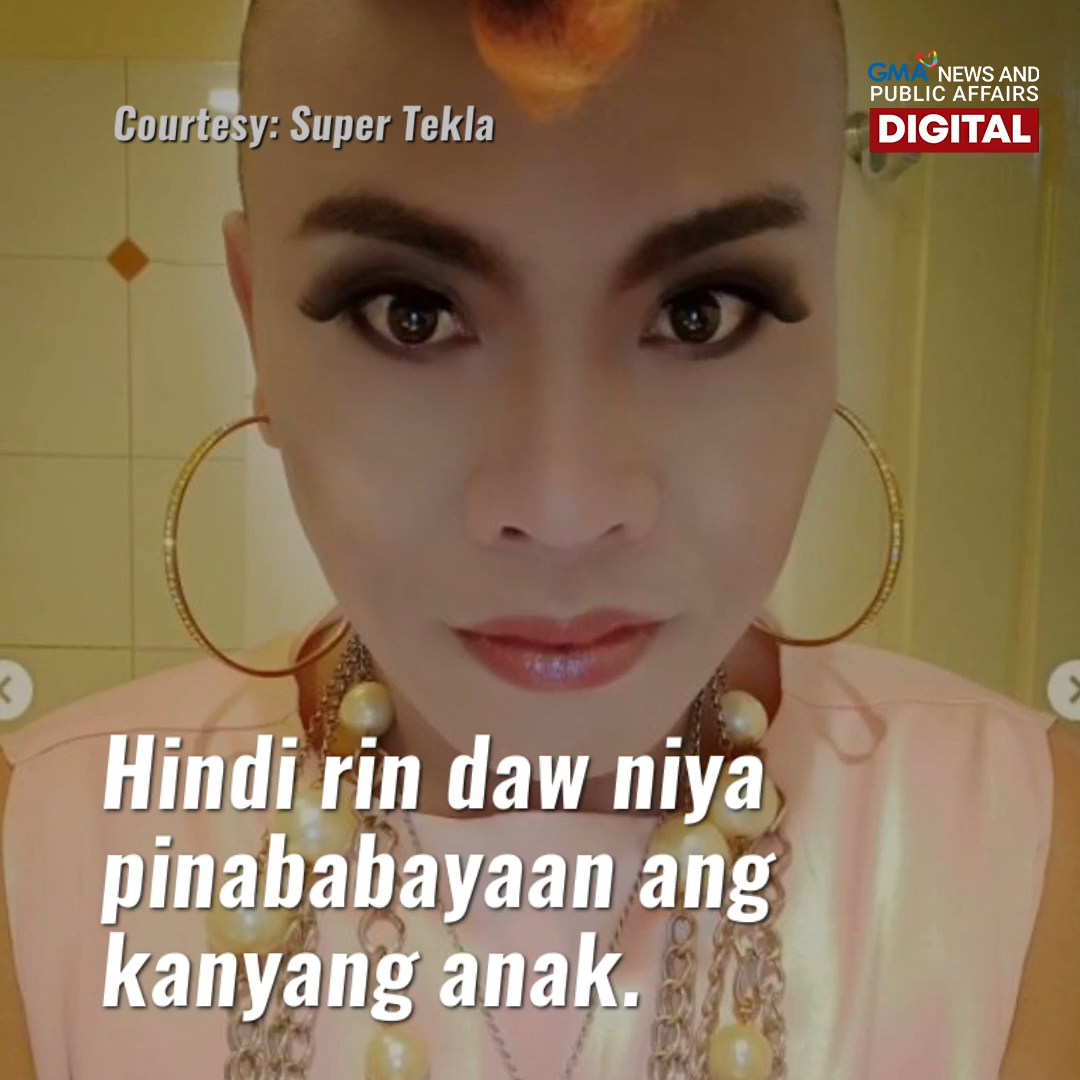 GMA NEWS AND
PUBLIC AFFAIRS
DIGITAL
Courtesy: Super Tekla
Hindi rin daw niya
pinababayaan ang
kanyang anak.